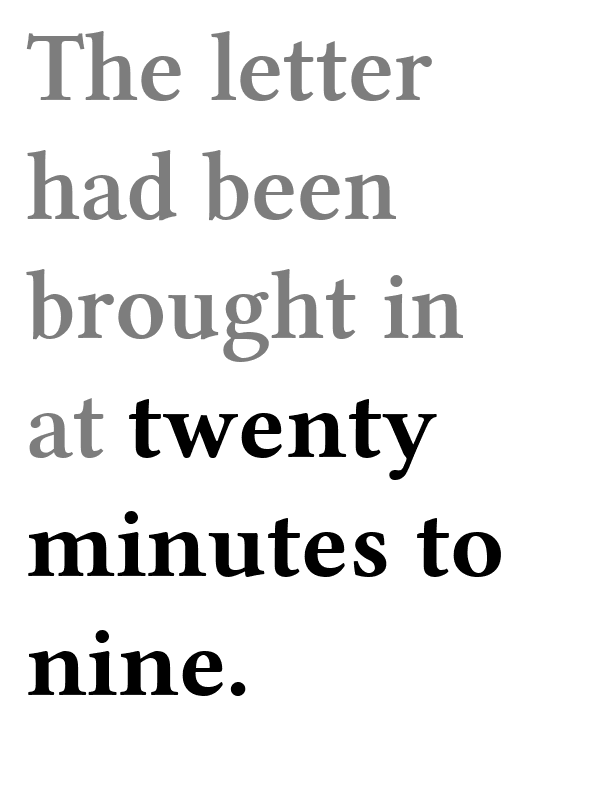 The letter
had been
brought in
at twenty
minutes to
nine.